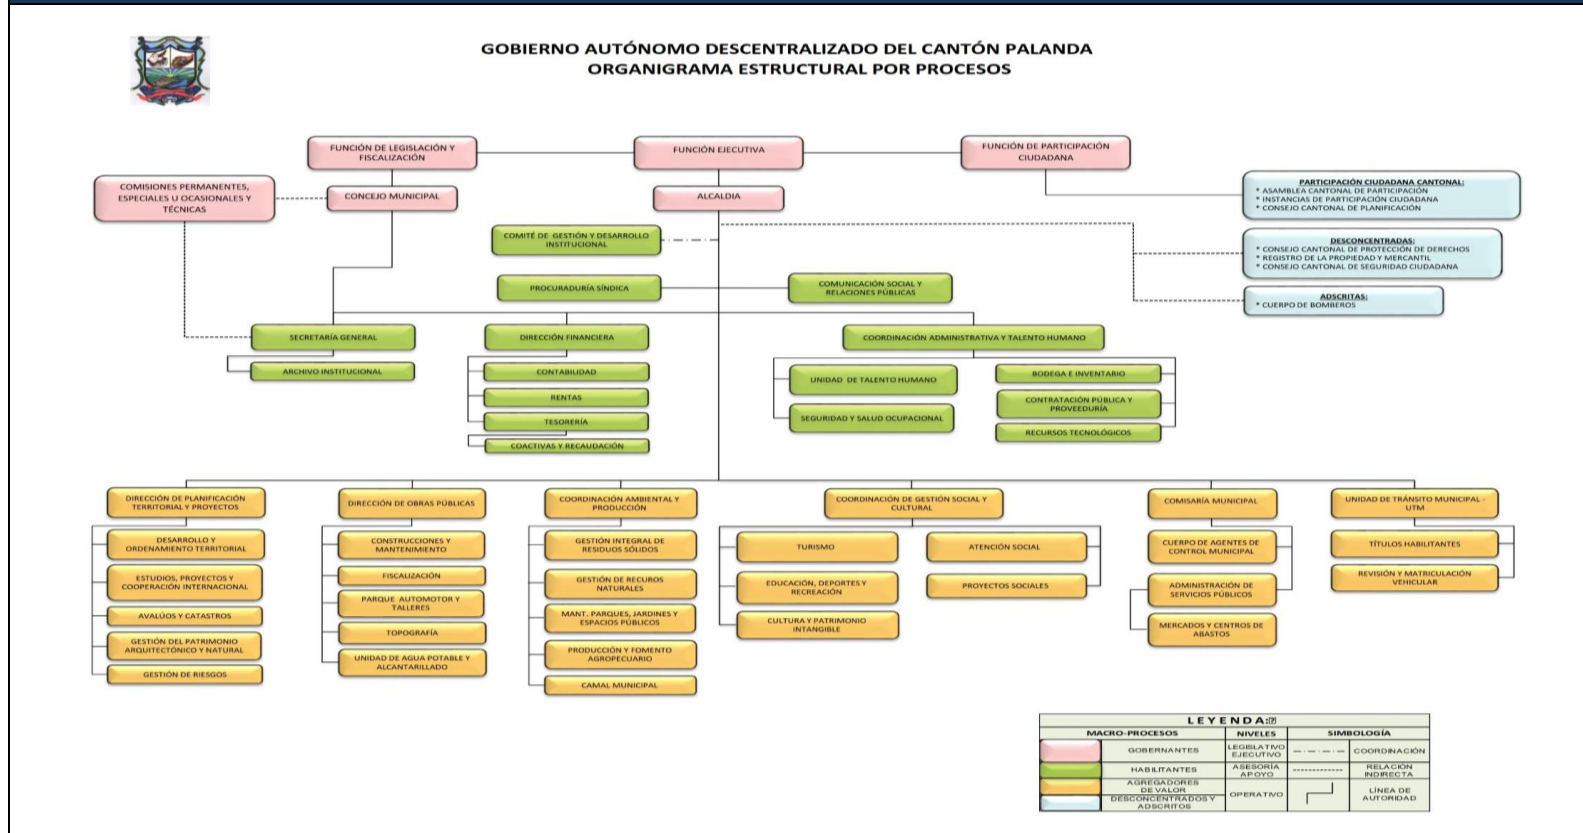 GOBIERNO AUTÓNOMO DESCENTRALIZADO DEL CANTÓN PALANDA
ORGANIGRAMA ESTRUCTURAL POR PROCESOS
FUNCIÓN DE LEGISLACIÓN Y
FISCALIZACIÓN
FUNCIÓN EJECUTIVA
FUNCIÓN DE PARTICIPACIÓN
CIUDADANA
COMISIONES PERMANENTES,
ESPECIALES U OCASIONALES Y
TÉCNICAS
CONCEJO MUNICIPAL
ALCALDIA
PARTICIPACIÓN CIUDADANA CANTONAL:
* ASAMBLEA CANTONAL DE PARTICIPACIÓN
* INSTANCIAS DE PARTICIPACIÓN CIUDADANA
* CONSEJO CANTONAL DE PLANIFICACIÓN
COMITÉ DE GESTIÓN Y DESARROLLO
INSTITUCIONAL
DESCONCENTRADAS:
* CONSEJO CANTONAL DE PROTECCIÓN DE DERECHOS
* REGISTRO DE LA PROPIEDAD Y MERCANTIL
* CONSEJO CANTONAL DE SEGURIDAD CIUDADANA
PROCURADURÍA SÍNDICA
COMUNICACIÓN SOCIAL Y
RELACIONES PÚBLICAS
ADSCRITAS:
* CUERPO DE BOMBEROS
SECRETARÍA GENERAL
ARCHIVO INSTITUCIONAL
DIRECCIÓN FINANCIERA
CONTABILIDAD
RENTAS
TESORERÍA
COACTIVAS Y RECAUDACIÓN
COORDINACIÓN ADMINISTRATIVA Y TALENTO HUMANO
UNIDAD DE TALENTO HUMANO
SEGURIDAD Y SALUD OCUPACIONAL
BODEGA E INVENTARIO
CONTRATACIÓN PÚBLICA Y
PROVEEDURÍA
RECURSOS TECNOLÓGICOS
DIRECCIÓN DE PLANIFICACIÓN
TERRITORIAL Y PROYECTOS
DESARROLLO Y
ORDENAMIENTO TERRITORIAL
ESTUDIOS, PROYECTOS Y
COOPERACIÓN INTERNACIONAL
AVALÚOS Y CATASTROS
GESTIÓN DEL PATRIMONIO
ARQUITECTÓNICO Y NATURAL
GESTIÓN DE RIESGOS
DIRECCIÓN DE OBRAS PÚBLICAS
CONSTRUCCIONES Y
MANTENIMIENTO
FISCALIZACIÓN
PARQUE AUTOMOTOR Y
TALLERES
TOPOGRAFÍA
UNIDAD DE AGUA POTABLE Y
ALCANTARILLADO
COORDINACIÓN AMBIENTAL Y
PRODUCCIÓN
GESTIÓN INTEGRAL DE
RESIDUOS SÓLIDOS
GESTIÓN DE RECUROS
NATURALES
MANT. PARQUES, JARDINES Y
ESPACIOS PÚBLICOS
PRODUCCIÓN Y FOMENTO
AGROPECUARIO
CAMAL MUNICIPAL
COORDINACIÓN DE GESTIÓN SOCIAL Y
CULTURAL
TURISMO
EDUCACIÓN, DEPORTES Y
RECREACIÓN
CULTURA Y PATRIMONIO
INTANGIBLE
ATENCIÓN SOCIAL
PROYECTOS SOCIALES
COMISARÍA MUNICIPAL
CUERPO DE AGENTES DE
CONTROL MUNICIPAL
ADMINISTRACIÓN DE
SERVICIOS PÚBLICOS
MERCADOS Y CENTROS DE
ABASTOS
UNIDAD DE TRÁNSITO MUNICIPAL -
UTM
TÍTULOS HABILITANTES
REVISIÓN Y MATRICULACIÓN
VEHICULAR
LEYENDA:
MACRO-PROCESOS NIVELES SIMBOLOGÍA
GOBERNANTES LEGISLATIVO EJECUTIVO COORDINACIÓN
HABILITANTES ASESORÍA APOYO RELACIÓN INDIRECTA
AGREGADORES DE VALOR OPERATIVO LÍNEA DE AUTORIDAD
DESCONCENTRADOS Y ADSCRITOS